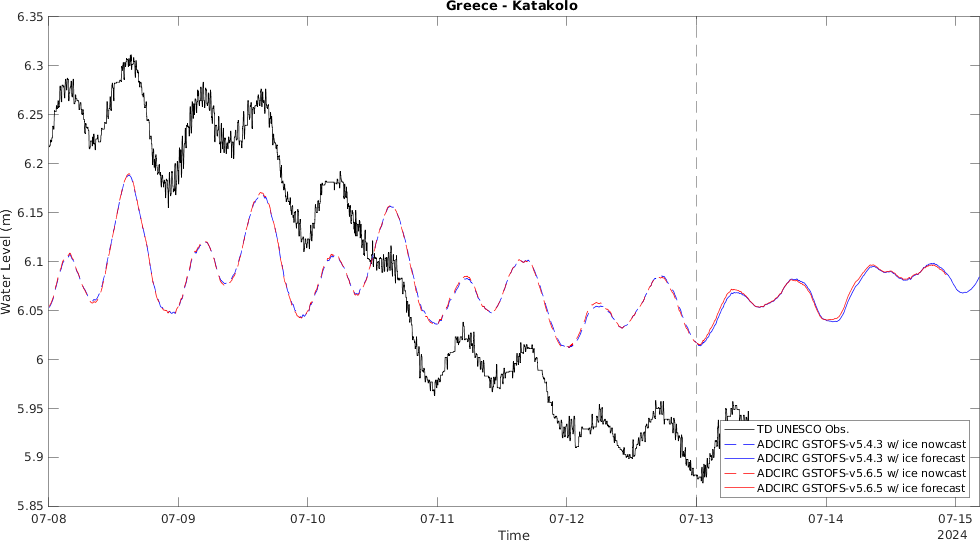 Greece - Katakolo
6.35
6.3
6.25
6.2
6.15
6.1
6.05
6
5.95
5.9
5.85
Water Level (m)
TD UNESCO Obs.
ADCIRC GSTOFS-v5.4.3 w/ ice nowcast
ADCIRC GSTOFS-v5.4.3 w/ ice forecast
ADCIRC GSTOFS-v5.6.5 w/ ice nowcast
ADCIRC GSTOFS-v5.6.5 w/ ice forecast
07-08 07-09 07-10 07-11 07-12 07-13 07-14 07-15
Time 2024